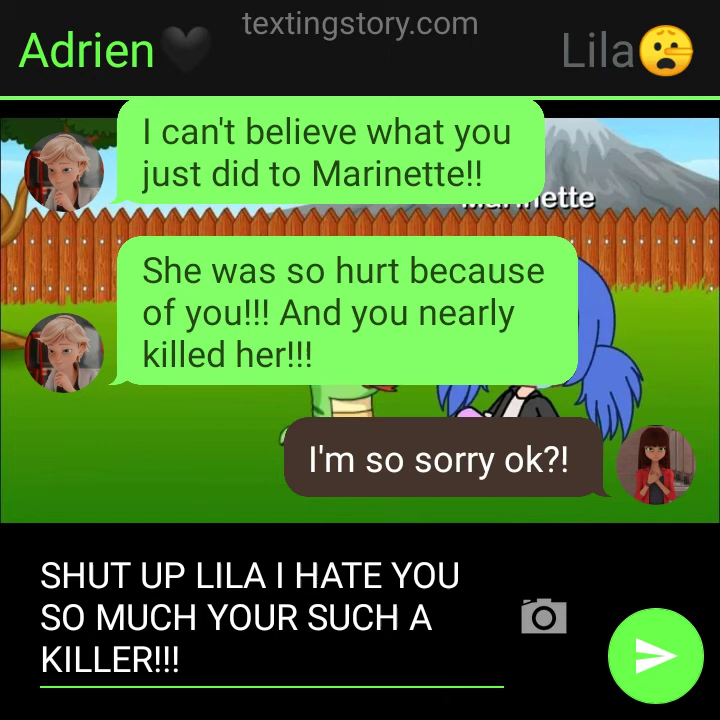 textingstory.com
Adrien
Lila
I can't believe what you
just did to Marinette!!
Marinette
She was so hurt because
of you!!! And you nearly
killed her!!!
I'm so sorry ok?!
SHUT UP LILA I HATE YOU
SO MUCH YOUR SUCH A
KILLER!!!